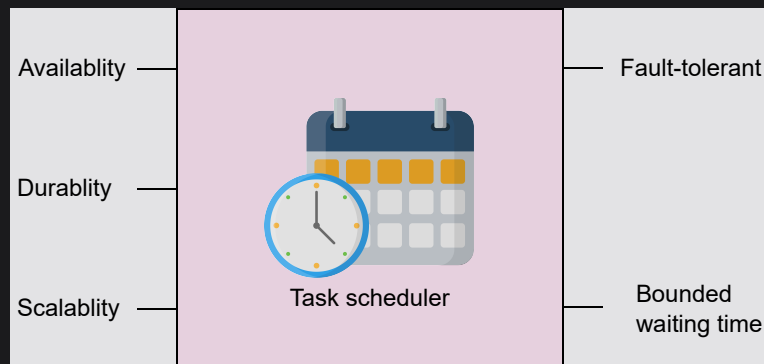 Availablity
Fault-tolerant
Durablity
Scalablity
Task scheduler
Bounded
waiting time